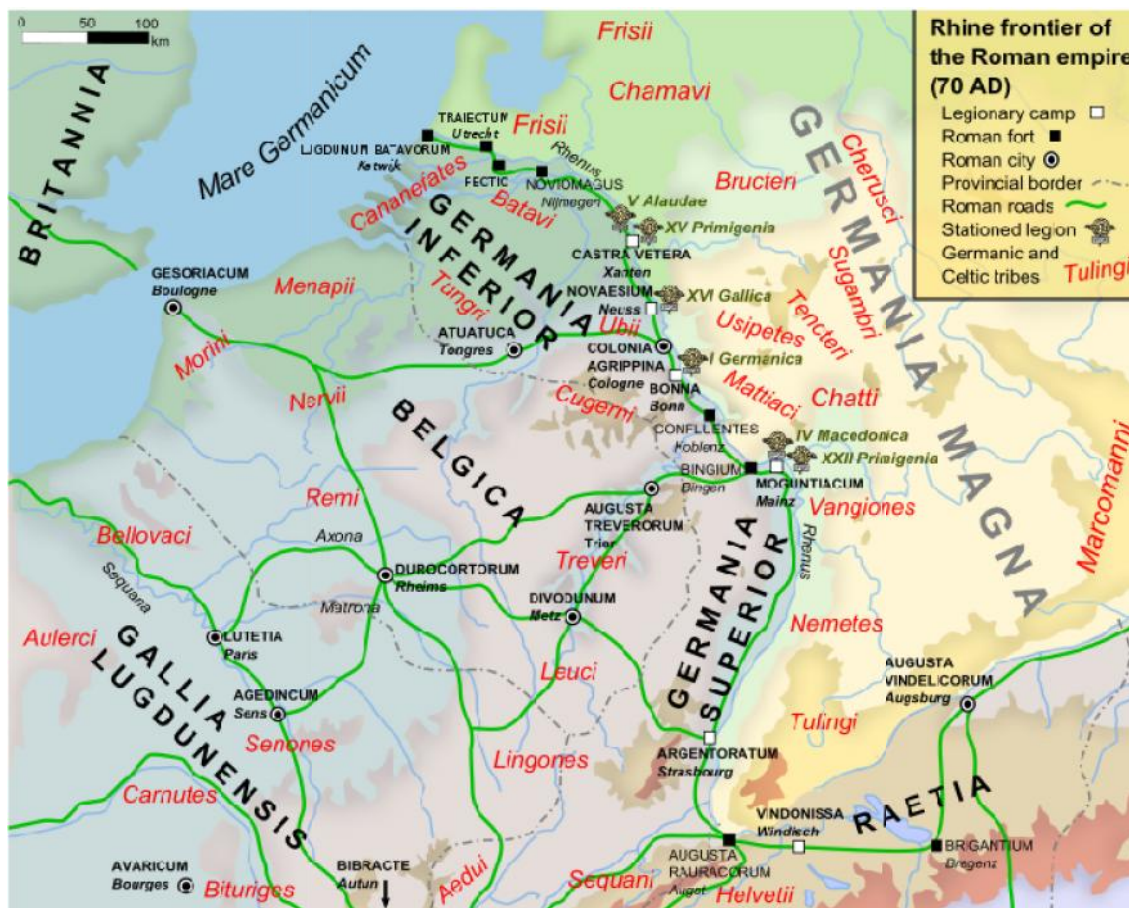 0 50 100
km
Rhine frontier of
the Roman empire
(70 AD)
Legionary camp
Roman fort
Roman city
Provincial border
Roman roads
Stationed legion
Germanic and
Celtic tribes Tulingi
BRITANNIA
Mare Germanicum
Frisii
Chamavi
TRAIECTUM
Utrecht
Frisii
LUGDUNUM BATAVORUM
Katwijk
Rhenus
FECTIC
NOVIOMAGUS
Nijmegen
Cananefates
Batavi
Brucieri
Cherusci
GERMANIA MAGNA
V Alaudae
XV Primigenia
GERMANIA
INFERIOR
CASTRA VETERA
Xanten
Sugambri
GESORIACUM
Boulogne
Menapii
Tungri
NOVAESIUM
Neuss
XVI Gallica
Usipetes
Tencteri
Morini
ATUATUCA
Tongres
Ubii
COLONIA
AGRIPPINA
Cologne
I Germanica
BONNA
Bonn
Mattiaci
Chatti
Nervii
Cugerni
BELGICA
CONFLUENTES
Koblenz
IV Macedonica
XXII Primigenia
BINGIUM
Bingen
MOGUNTIACUM
Mainz
Vangiones
Marcomanni
Remi
AUGUSTA
TREVERORUM
Trier
Bellovaci
Axona
Treveri
GERMANIA
SUPERIOR
Rhenus
Sequana
DUROCORTORUM
Rheims
Matrona
DIVODUNUM
Metz
Nemetes
Aulerci
LUTETIA
Paris
GALLIA
LUGDUNENSIS
Leuci
AUGUSTA
VINDELICORUM
Augsburg
AGEDINCUM
Sens
Senones
Tulingi
Lingones
ARGENTORATUM
Strasbourg
Carnutes
VINDONISSA
Windisch
RAETIA
AVARICUM
Bourges
Bituriges
BIBRACTE
Autun
Aedui
Sequani
AUGUSTA
RAURACORUM
Augst
Helvetii
BRIGANTIUM
Bregenz